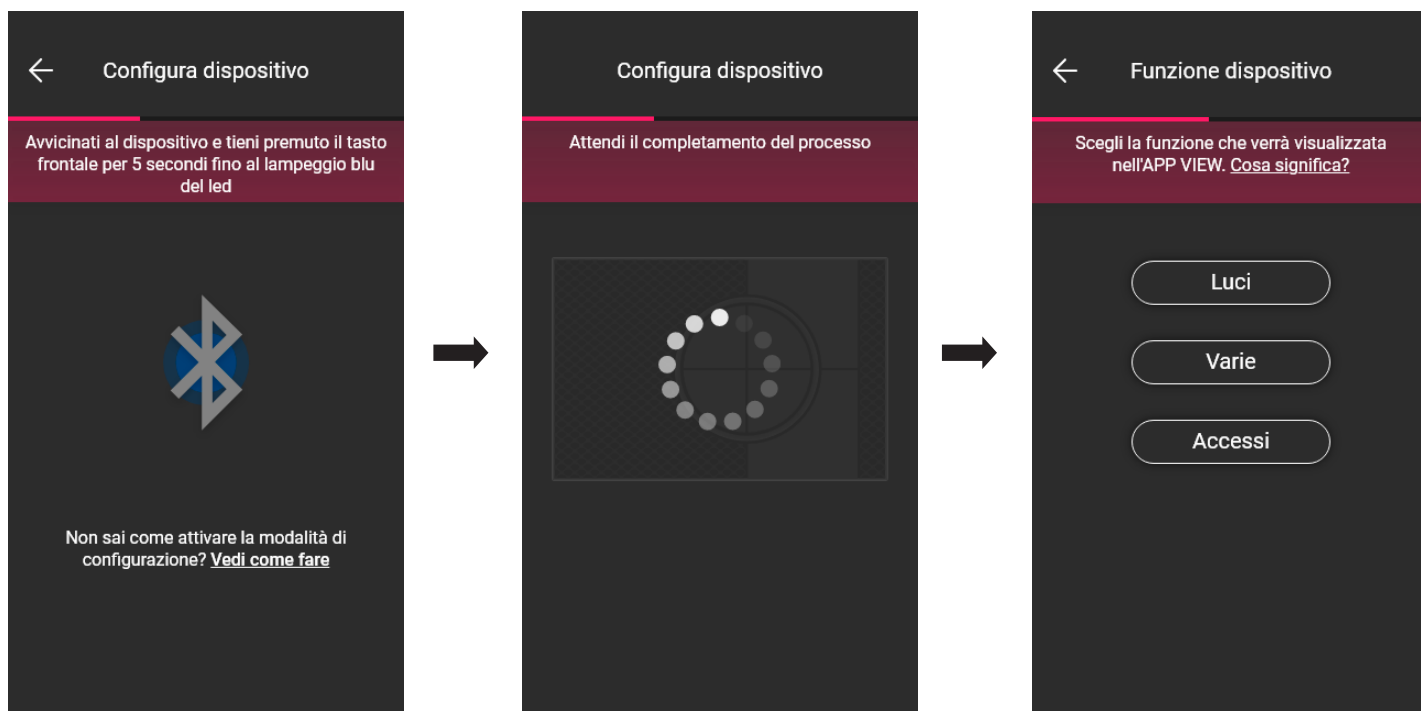 Configura dispositivo
Avvicinati al dispositivo e tieni premuto il tasto
frontale per 5 secondi fino al lampeggio blu
del led
Non sai come attivare la modalità di
configurazione? Vedi come fare
Configura dispositivo
Attendi il completamento del processo
Funzione dispositivo
Scegli la funzione che verrà visualizzata
nell'APP VIEW. Cosa significa?
Luci
Varie
Accessi